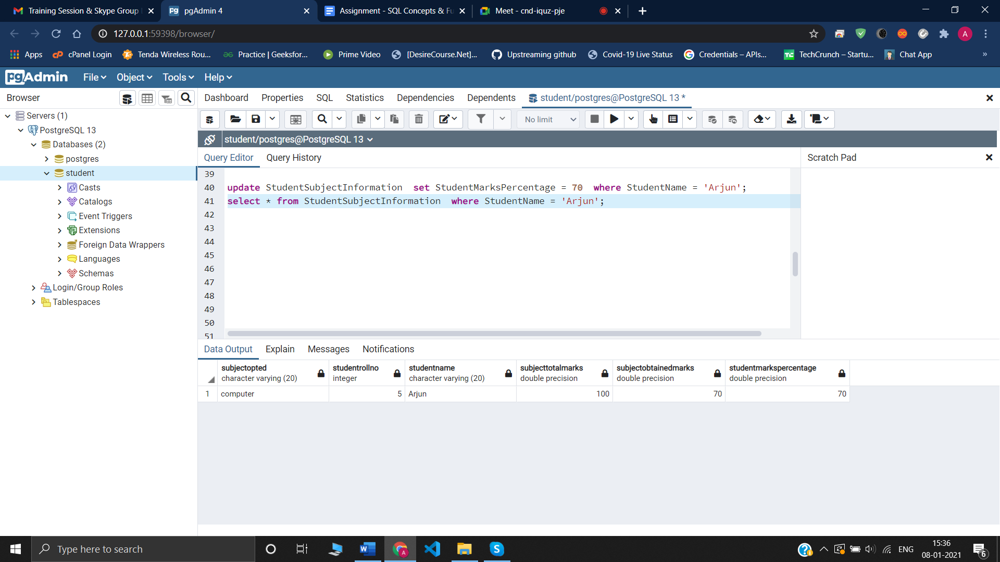 Training Session & Skype Group
pgAdmin 4
Assignment - SQL Concepts & Fu
Meet - cnd-iquz-pje
127.0.0.1:59398/browser/
A
Apps
cPanel Login
Tenda Wireless Rou...
Practice | Geeksfor...
Prime Video
[DesireCourse.Net]...
Upstreaming github
Covid-19 Live Status
Credentials – APIs...
TechCrunch – Startu...
Chat App
»
pgAdmin
File
Object
Tools
Help
Browser
Dashboard
Properties
SQL
Statistics
Dependencies
Dependents
student/postgres@PostgreSQL 13 *
Servers (1)
PostgreSQL 13
Databases (2)
postgres
student
Casts
Catalogs
Event Triggers
Extensions
Foreign Data Wrappers
Languages
Schemas
Login/Group Roles
Tablespaces
No limit
student/postgres@PostgreSQL 13
Query Editor
Query History
Scratch Pad
39
40 update StudentSubjectInformation  set StudentMarksPercentage = 70  where StudentName = 'Arjun';
41 select * from StudentSubjectInformation  where StudentName = 'Arjun';
42
43
44
45
46
47
48
49
50
51
Data Output
Explain
Messages
Notifications
subjectopted
character varying (20)
studentrollno
integer
studentname
character varying (20)
subjecttotalmarks
double precision
subjectobtainedmarks
double precision
studentmarkspercentage
double precision
1 computer 5 Arjun 100 70 70
Type here to search
ENG
15:36
08-01-2021
6